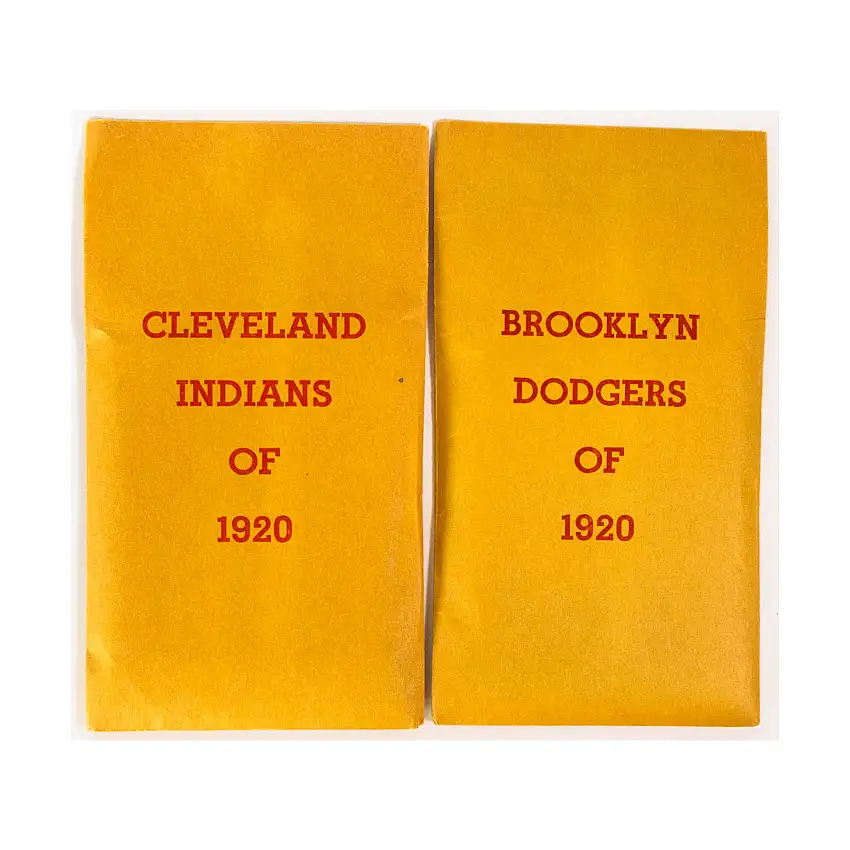 CLEVELAND
INDIANS
OF
1920
BROOKLYN
DODGERS
OF
1920